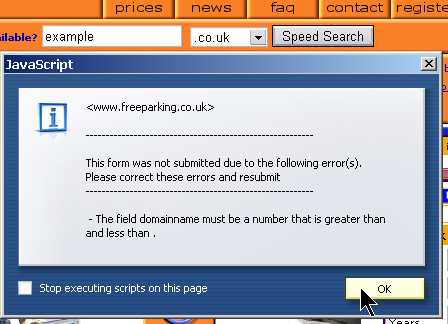 prices news faq contact registe
ailable? example .co.uk Speed Search
JavaScript
<www.freeparking.co.uk>
--------------------------------------------------------
This form was not submitted due to the following error(s).
Please correct these errors and resubmit
--------------------------------------------------------
- The field domainname must be a number that is greater than
and less than .
Stop executing scripts on this page
OK
Years